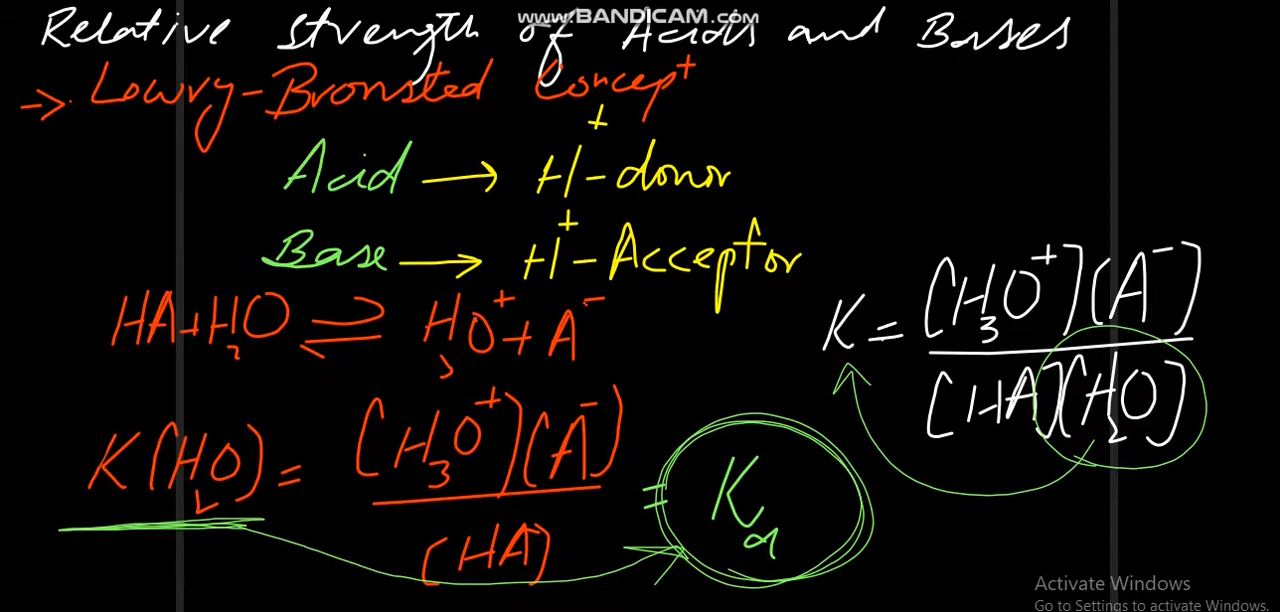 www.BANDICAM.com
Relative strength of Acids and Bases
-> Lowry-Bronsted Concept
Acid → H⁺-donor
Base → H⁺-Acceptor
HA + H₂O ⇌ H₃O⁺ + A⁻
K = [H₃O⁺][A⁻] / [HA][H₂O]
K(H₂O) = [H₃O⁺][A⁻] / [HA] = Ka
Activate Windows
Go to Settings to activate Windows.